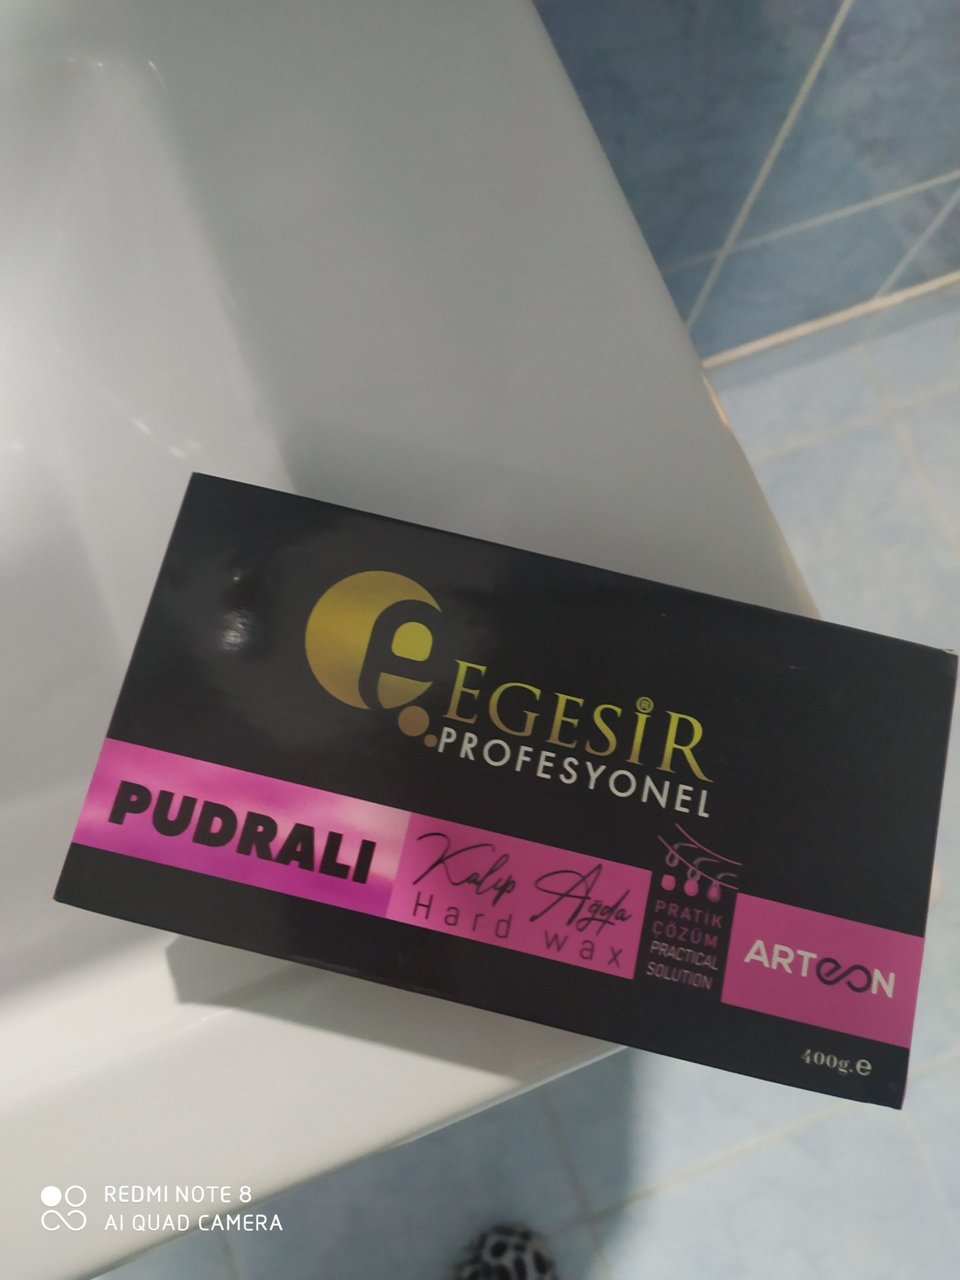 EGESİR®
PROFESYONEL
PUDRALI
Kalıp Ağda
Hard wax
PRATİK
ÇÖZÜM
PRACTICAL
SOLUTION
ARTEON
400g.e
REDMI NOTE 8
AI QUAD CAMERA